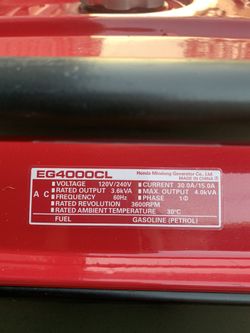 EG4000CL
Honda Mindong Generator Co., Ltd.
MADE IN CHINA
A C
VOLTAGE 120V/240V
CURRENT 30.0A/15.0A
RATED OUTPUT 3.6kVA
MAX. OUTPUT 4.0kVA
FREQUENCY 60Hz
PHASE 1Φ
RATED REVOLUTION 3600RPM
RATED AMBIENT TEMPERATURE 30°C
FUEL GASOLINE (PETROL)